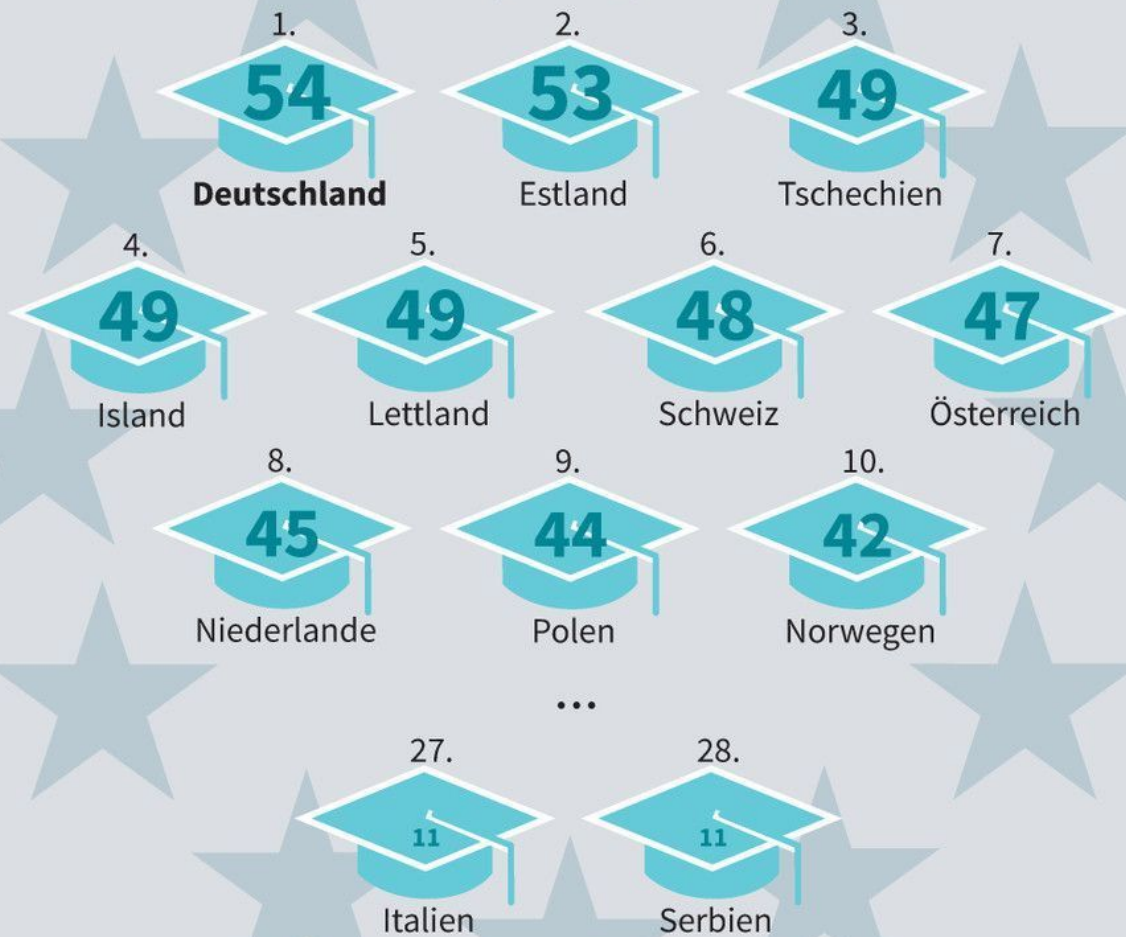 1. 2. 3.
54 53 49
Deutschland Estland Tschechien
4. 5. 6. 7.
49 49 48 47
Island Lettland Schweiz Österreich
8. 9. 10.
45 44 42
Niederlande Polen Norwegen
...
27. 28.
11 11
Italien Serbien